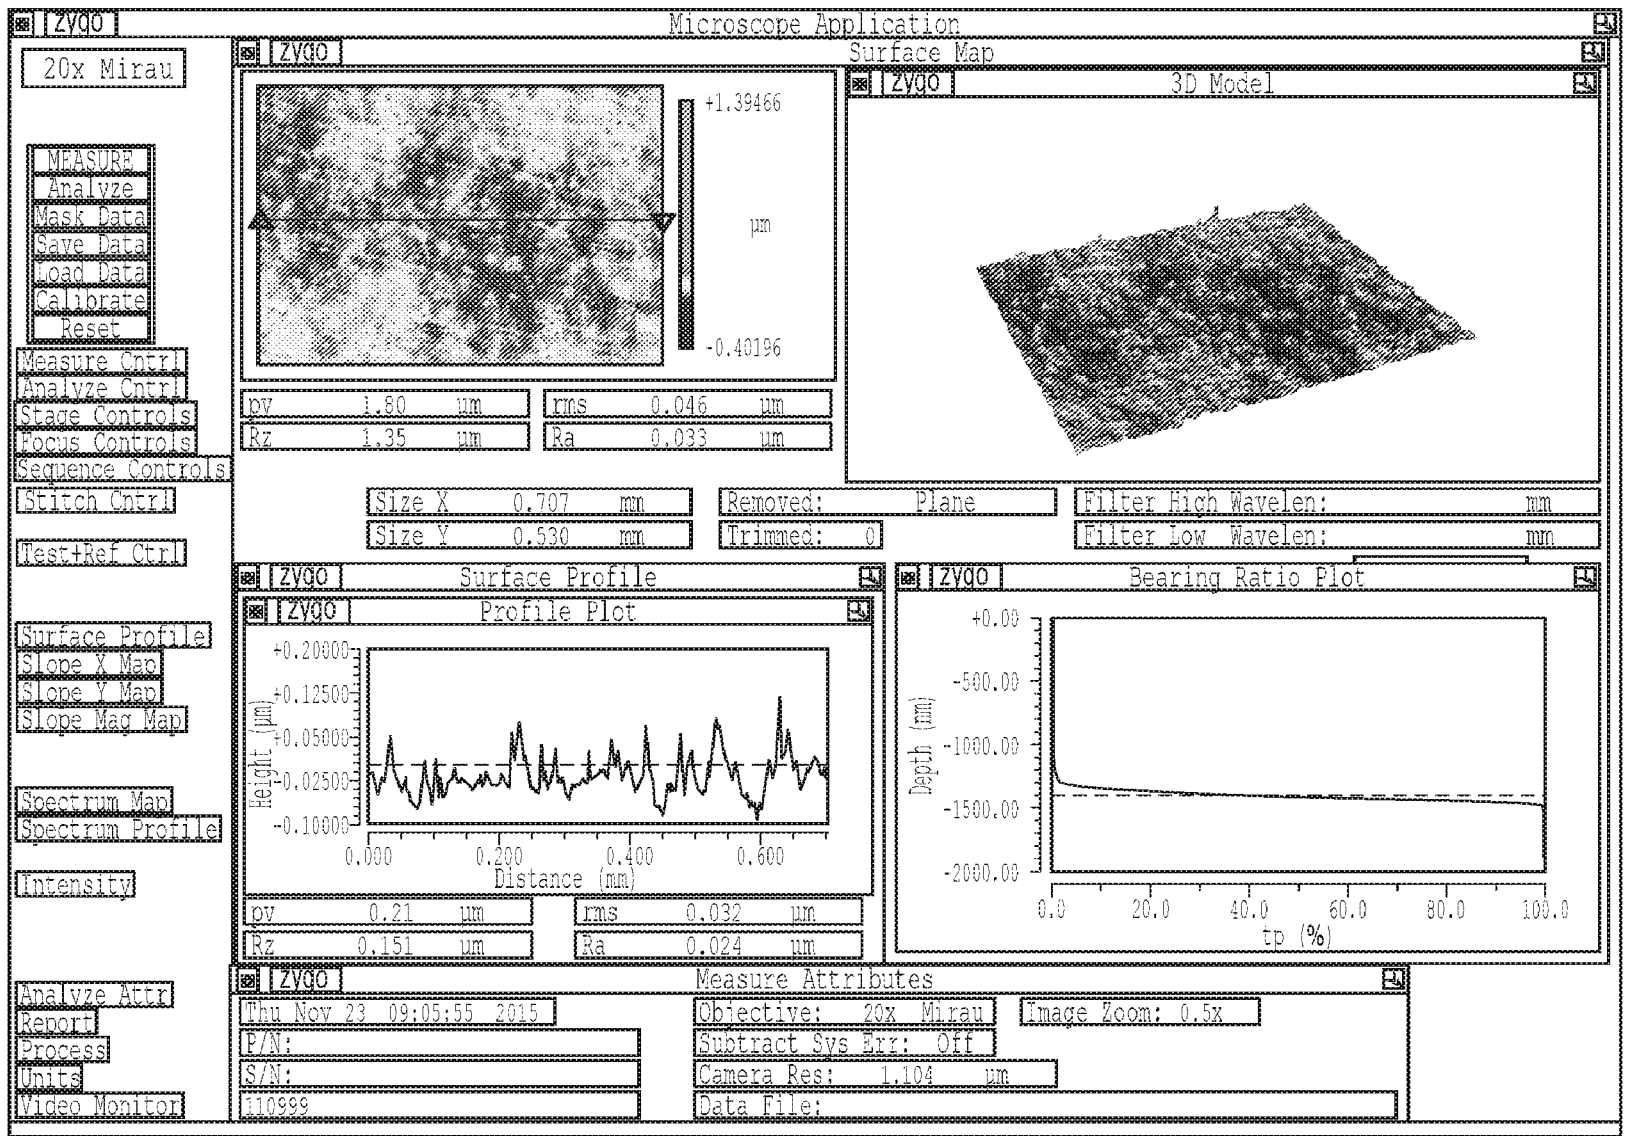 zygo Microscope Application
20x Mirau
MEASURE
Analyze
Mask Data
Save Data
Load Data
Calibrate
Reset
Measure Cntrl
Analyze Cntrl
Stage Controls
Focus Controls
Sequence Controls
Stitch Cntrl
Test+Ref Ctrl
Surface Profile
Slope X Map
Slope Y Map
Slope Mag Map
Spectrum Map
Spectrum Profile
Intensity
Analyze Attr
Report
Process
Units
Video Monitor
zygo Surface Map
+1.39466
µm
-0.40196
pv 1.80 µm rms 0.046 µm
Rz 1.35 µm Ra 0.033 µm
zygo 3D Model
Size X 0.707 mm Removed: Plane Filter High Wavelen: mm
Size Y 0.530 mm Trimmed: 0 Filter Low Wavelen: mm
zygo Surface Profile
zygo Profile Plot
+0.20000
+0.12500
+0.05000
-0.02500
-0.10000
Height (µm)
0.000 0.200 0.400 0.600
Distance (mm)
pv 0.21 µm rms 0.032 µm
Rz 0.151 µm Ra 0.024 µm
zygo Bearing Ratio Plot
+0.00
-500.00
-1000.00
-1500.00
-2000.00
Depth (nm)
0.0 20.0 40.0 60.0 80.0 100.0
tp (%)
zygo Measure Attributes
Thu Nov 23 09:05:55 2015 Objective: 20x Mirau Image Zoom: 0.5x
P/N: Subtract Sys Err: Off
S/N: Camera Res: 1.104 µm
110999 Data File: